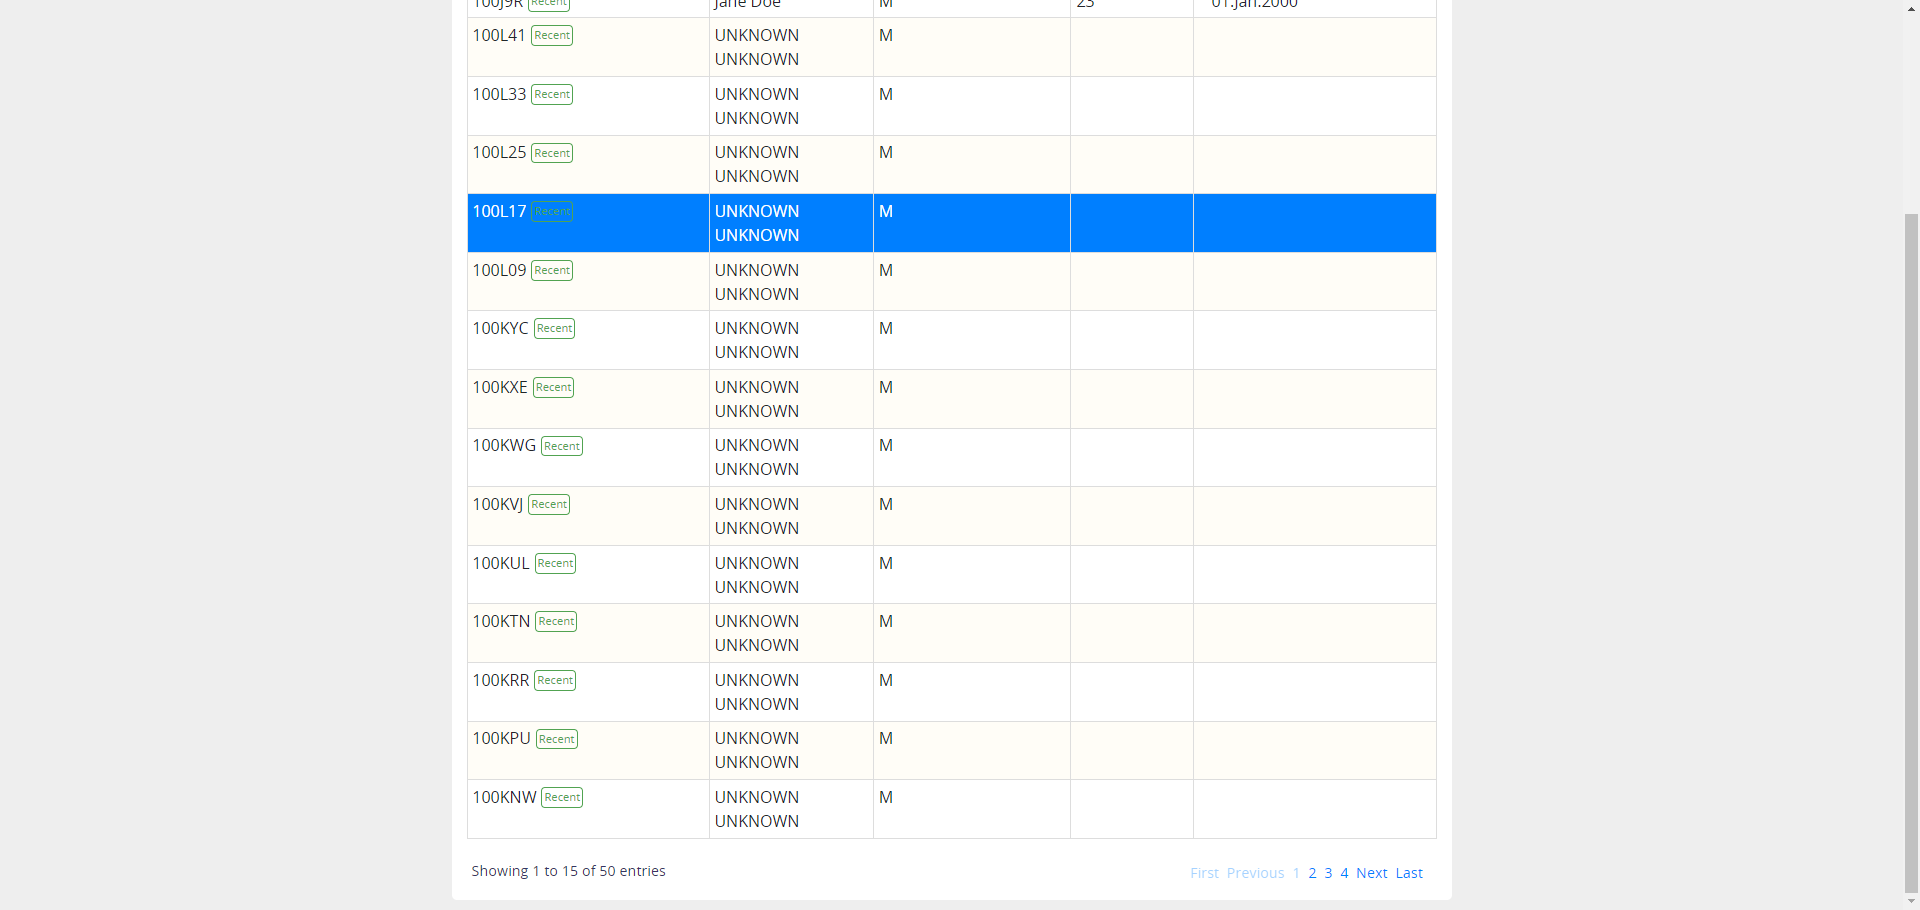 100J9R Recent Jane Doe M 23 01.Jan.2000
100L41 Recent UNKNOWN M
UNKNOWN
100L33 Recent UNKNOWN M
UNKNOWN
100L25 Recent UNKNOWN M
UNKNOWN
100L17 Recent UNKNOWN M
UNKNOWN
100L09 Recent UNKNOWN M
UNKNOWN
100KYC Recent UNKNOWN M
UNKNOWN
100KXE Recent UNKNOWN M
UNKNOWN
100KWG Recent UNKNOWN M
UNKNOWN
100KVJ Recent UNKNOWN M
UNKNOWN
100KUL Recent UNKNOWN M
UNKNOWN
100KTN Recent UNKNOWN M
UNKNOWN
100KRR Recent UNKNOWN M
UNKNOWN
100KPU Recent UNKNOWN M
UNKNOWN
100KNW Recent UNKNOWN M
UNKNOWN
Showing 1 to 15 of 50 entries First Previous 1 2 3 4 Next Last